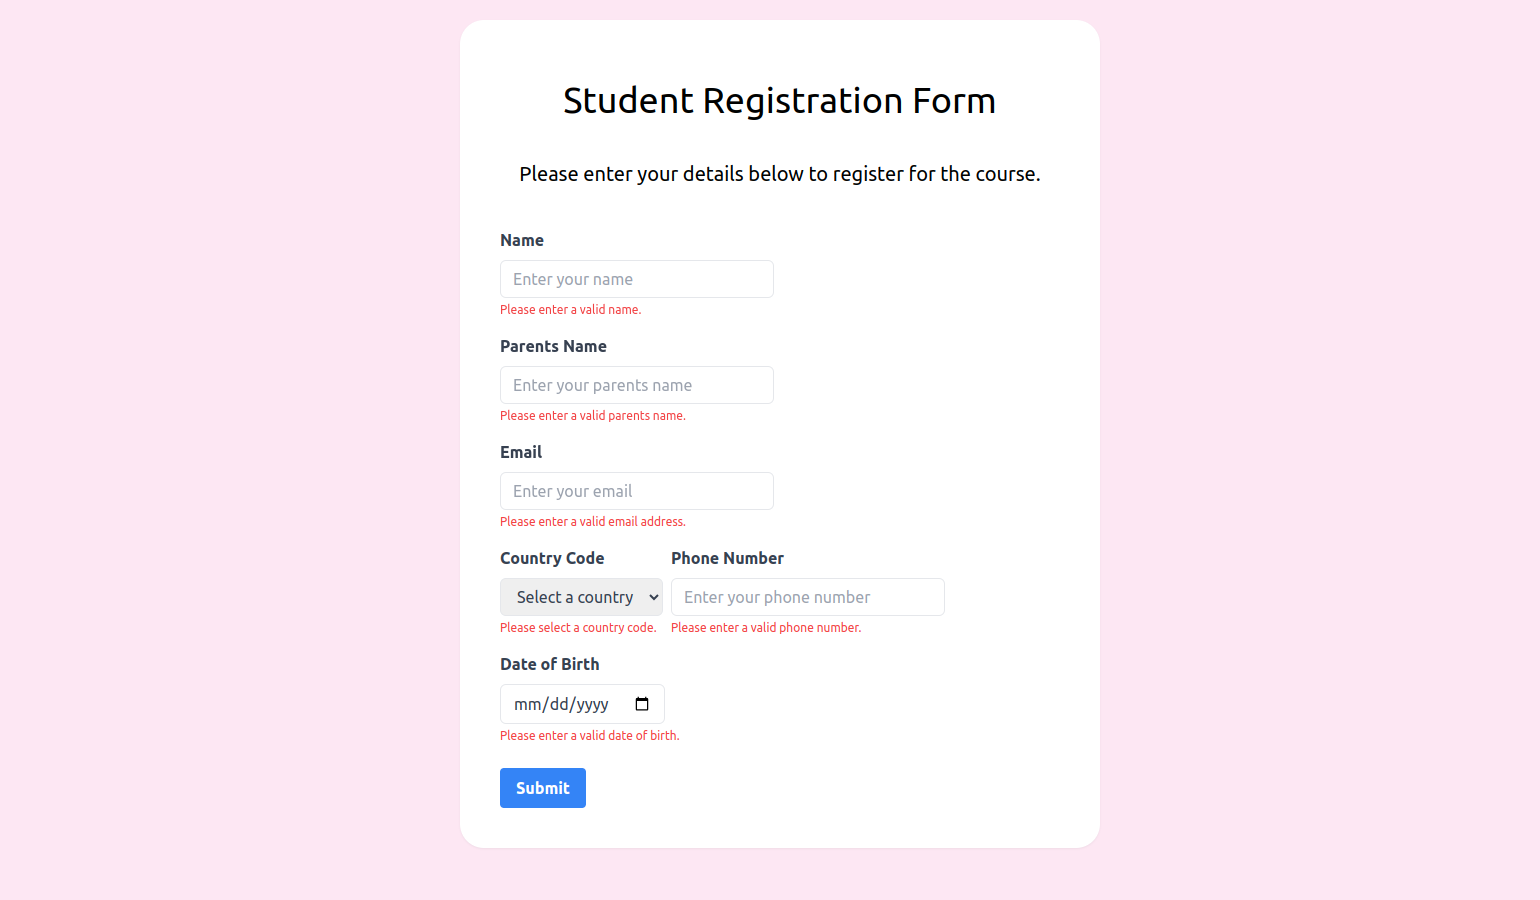 Student Registration Form
Please enter your details below to register for the course.
Name
Enter your name
Please enter a valid name.
Parents Name
Enter your parents name
Please enter a valid parents name.
Email
Enter your email
Please enter a valid email address.
Country Code Phone Number
Select a country Enter your phone number
Please select a country code. Please enter a valid phone number.
Date of Birth
mm/dd/yyyy
Please enter a valid date of birth.
Submit